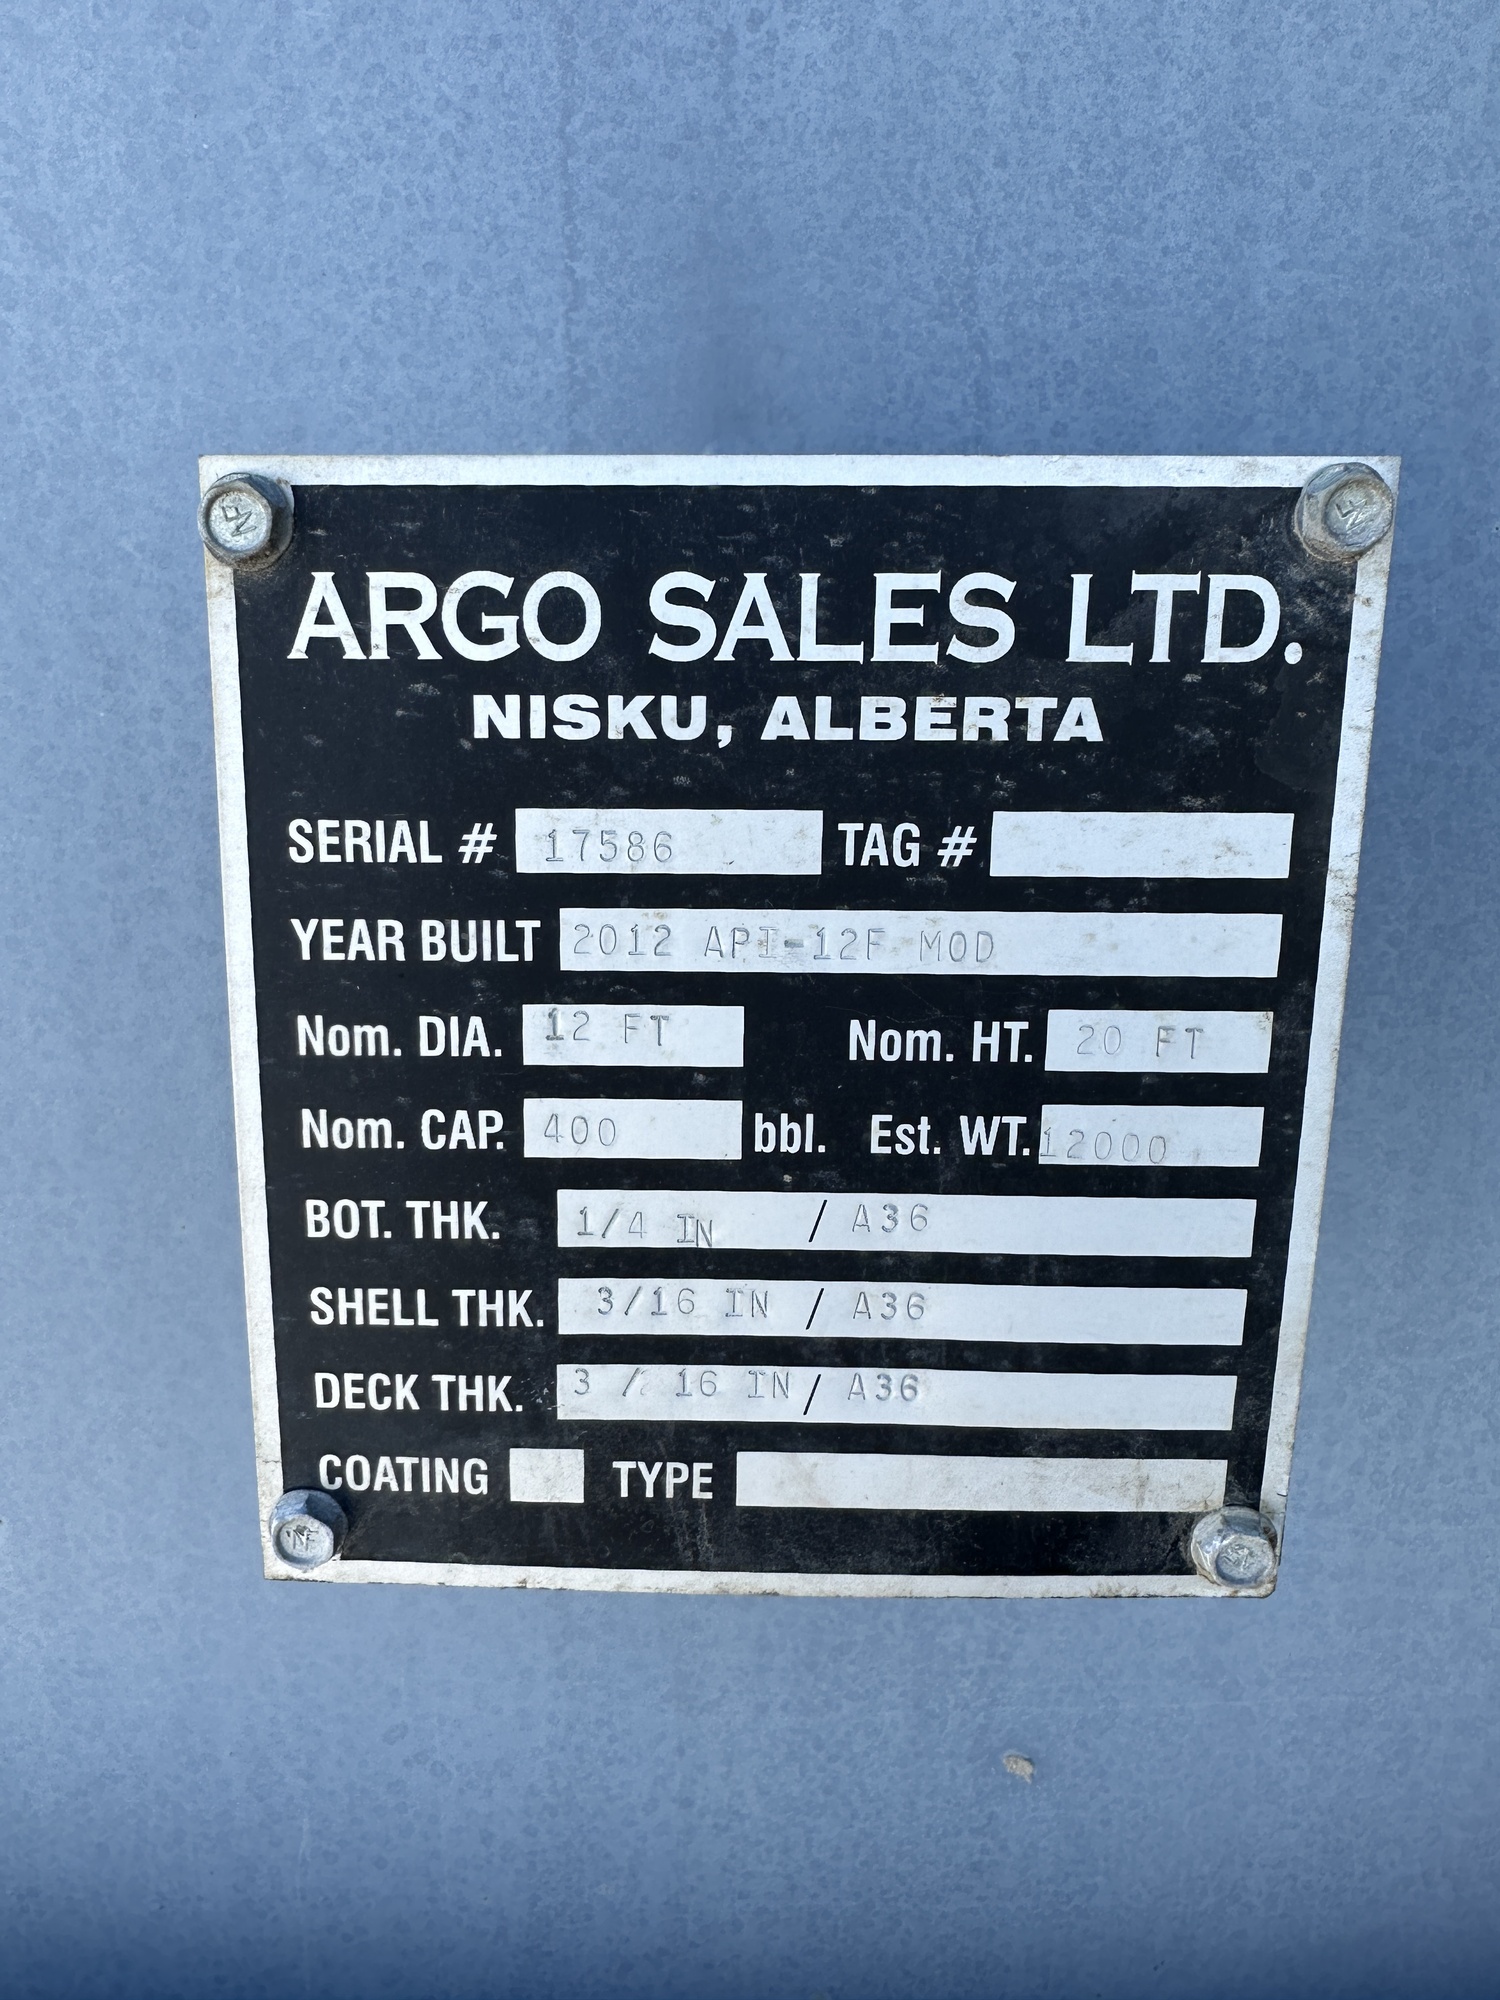 ARGO SALES LTD.
NISKU, ALBERTA
SERIAL # 17586 TAG #
YEAR BUILT 2012 API-12F MOD
Nom. DIA. 12 FT Nom. HT. 20 FT
Nom. CAP. 400 bbl. Est. WT. 12000
BOT. THK. 1/4 IN / A36
SHELL THK. 3/16 IN / A36
DECK THK. 3 / 16 IN / A36
COATING TYPE